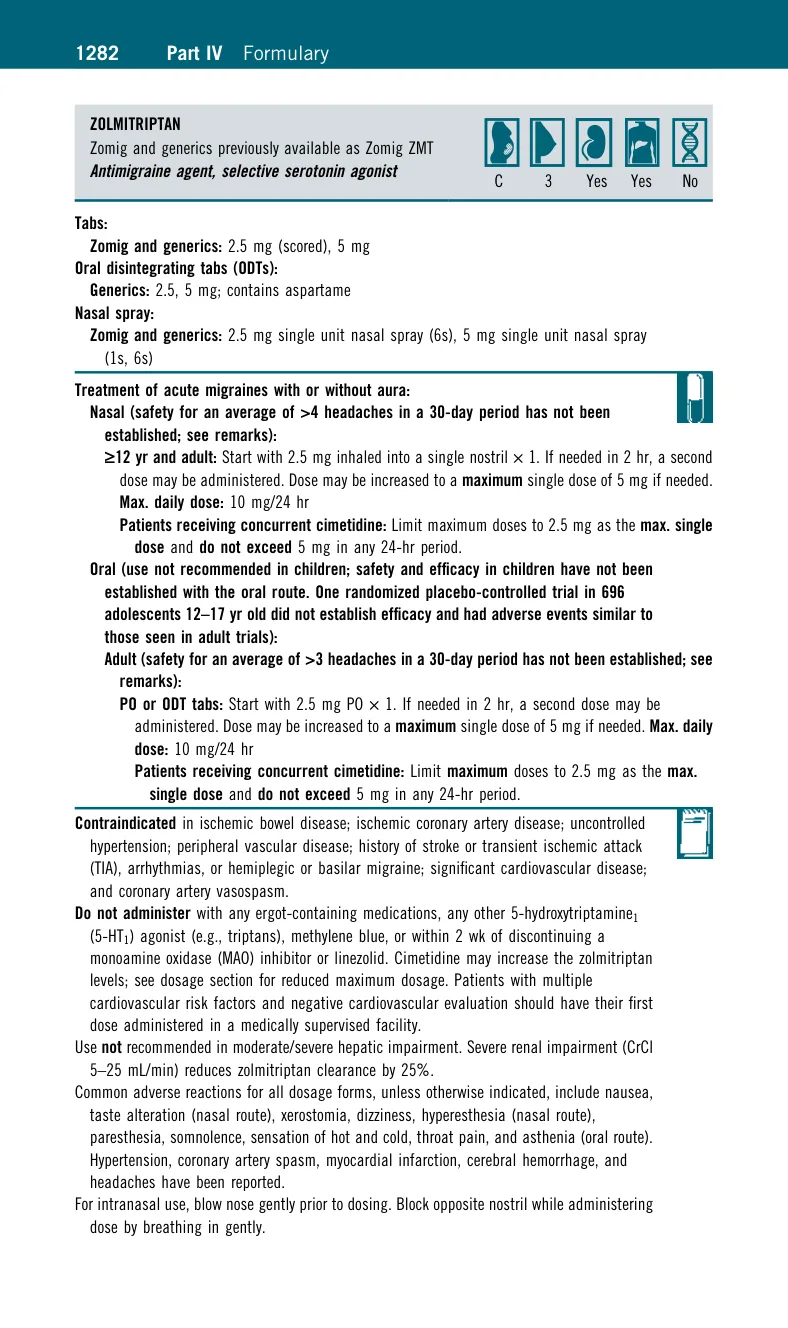 1282 Part IV Formulary
ZOLMITRIPTAN
Zomig and generics previously available as Zomig ZMT
Antimigraine agent, selective serotonin agonist
C 3 Yes Yes No
Tabs:
Zomig and generics: 2.5 mg (scored), 5 mg
Oral disintegrating tabs (ODTs):
Generics: 2.5, 5 mg; contains aspartame
Nasal spray:
Zomig and generics: 2.5 mg single unit nasal spray (6s), 5 mg single unit nasal spray
(1s, 6s)
Treatment of acute migraines with or without aura:
Nasal (safety for an average of >4 headaches in a 30-day period has not been
established; see remarks):
≥12 yr and adult: Start with 2.5 mg inhaled into a single nostril × 1. If needed in 2 hr, a second
dose may be administered. Dose may be increased to a maximum single dose of 5 mg if needed.
Max. daily dose: 10 mg/24 hr
Patients receiving concurrent cimetidine: Limit maximum doses to 2.5 mg as the max. single
dose and do not exceed 5 mg in any 24-hr period.
Oral (use not recommended in children; safety and efficacy in children have not been
established with the oral route. One randomized placebo-controlled trial in 696
adolescents 12–17 yr old did not establish efficacy and had adverse events similar to
those seen in adult trials):
Adult (safety for an average of >3 headaches in a 30-day period has not been established; see
remarks):
PO or ODT tabs: Start with 2.5 mg PO × 1. If needed in 2 hr, a second dose may be
administered. Dose may be increased to a maximum single dose of 5 mg if needed. Max. daily
dose: 10 mg/24 hr
Patients receiving concurrent cimetidine: Limit maximum doses to 2.5 mg as the max.
single dose and do not exceed 5 mg in any 24-hr period.
Contraindicated in ischemic bowel disease; ischemic coronary artery disease; uncontrolled
hypertension; peripheral vascular disease; history of stroke or transient ischemic attack
(TIA), arrhythmias, or hemiplegic or basilar migraine; significant cardiovascular disease;
and coronary artery vasospasm.
Do not administer with any ergot-containing medications, any other 5-hydroxytriptamine₁
(5-HT₁) agonist (e.g., triptans), methylene blue, or within 2 wk of discontinuing a
monoamine oxidase (MAO) inhibitor or linezolid. Cimetidine may increase the zolmitriptan
levels; see dosage section for reduced maximum dosage. Patients with multiple
cardiovascular risk factors and negative cardiovascular evaluation should have their first
dose administered in a medically supervised facility.
Use not recommended in moderate/severe hepatic impairment. Severe renal impairment (CrCl
5–25 mL/min) reduces zolmitriptan clearance by 25%.
Common adverse reactions for all dosage forms, unless otherwise indicated, include nausea,
taste alteration (nasal route), xerostomia, dizziness, hyperesthesia (nasal route),
paresthesia, somnolence, sensation of hot and cold, throat pain, and asthenia (oral route).
Hypertension, coronary artery spasm, myocardial infarction, cerebral hemorrhage, and
headaches have been reported.
For intranasal use, blow nose gently prior to dosing. Block opposite nostril while administering
dose by breathing in gently.